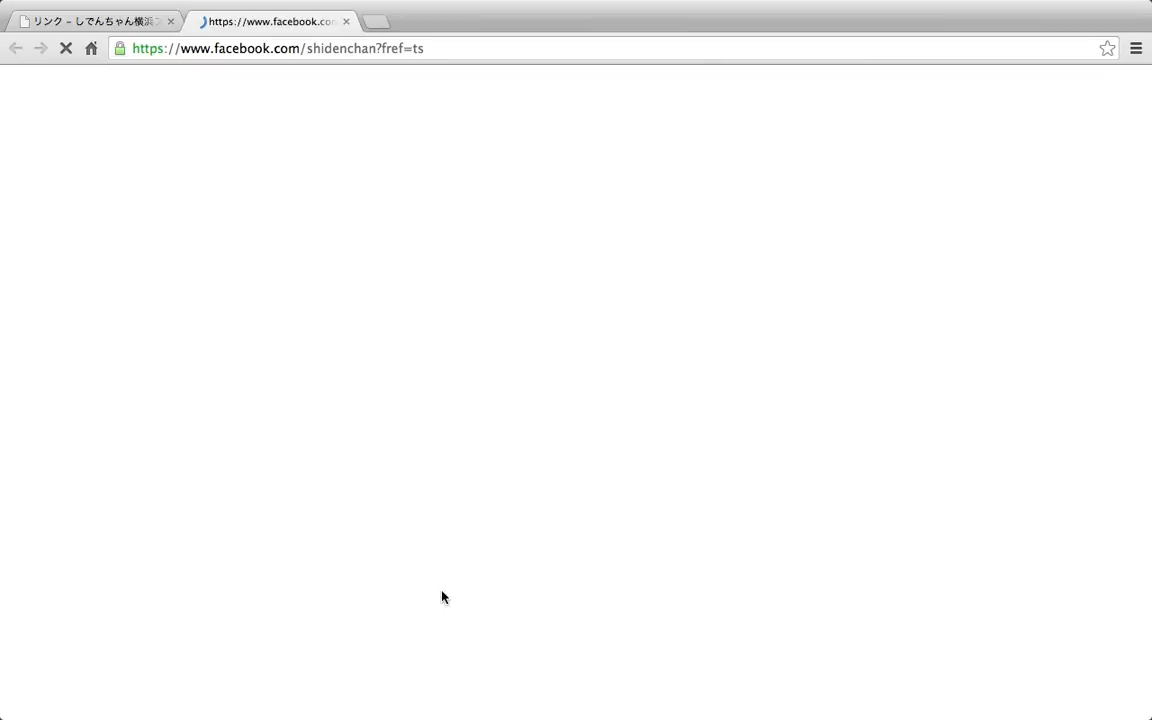 リンク – しでんちゃん横浜
https://www.facebook.com
https://www.facebook.com/shidenchan?fref=ts